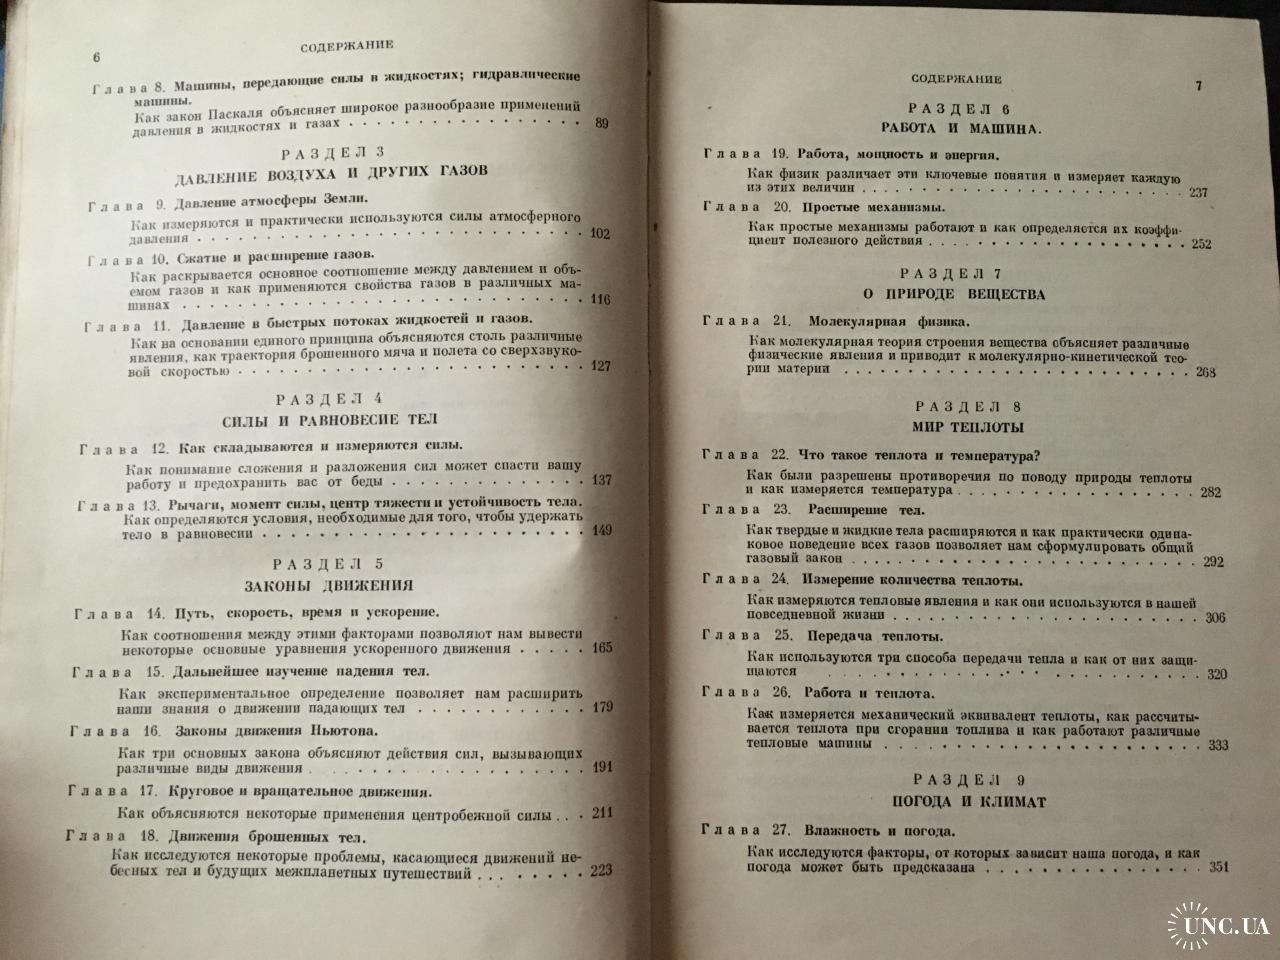 6
СОДЕРЖАНИЕ
Глава 8. Машины, передающие силы в жидкостях; гидравлические
машины.
Как закон Паскаля объясняет широкое разнообразие применений
давления в жидкостях и газах . . . . . . . . . . . . . . . . 89
РАЗДЕЛ 3
ДАВЛЕНИЕ ВОЗДУХА И ДРУГИХ ГАЗОВ
Глава 9. Давление атмосферы Земли.
Как измеряются и практически используются силы атмосферного
давления . . . . . . . . . . . . . . . . . . . . . . . . . . 102
Глава 10. Сжатие и расширение газов.
Как раскрывается основное соотношение между давлением и объ-
емом газов и как применяются свойства газов в различных ма-
шинах . . . . . . . . . . . . . . . . . . . . . . . . . . . . 116
Глава 11. Давление в быстрых потоках жидкостей и газов.
Как на основании единого принципа объясняются столь различные
явления, как траектория брошенного мяча и полета со сверхзвуко-
вой скоростью . . . . . . . . . . . . . . . . . . . . . . . . 127
РАЗДЕЛ 4
СИЛЫ И РАВНОВЕСИЕ ТЕЛ
Глава 12. Как складываются и измеряются силы.
Как понимание сложения и разложения сил может спасти вашу
работу и предохранить вас от беды . . . . . . . . . . . . . . 137
Глава 13. Рычаги, момент силы, центр тяжести и устойчивость тела.
Как определяются условия, необходимые для того, чтобы удержать
тело в равновесии . . . . . . . . . . . . . . . . . . . . . . 149
РАЗДЕЛ 5
ЗАКОНЫ ДВИЖЕНИЯ
Глава 14. Путь, скорость, время и ускорение.
Как соотношения между этими факторами позволяют нам вывести
некоторые основные уравнения ускоренного движения . . . . . 165
Глава 15. Дальнейшее изучение падения тел.
Как экспериментальное определение позволяет нам расширить
наши знания о движении падающих тел . . . . . . . . . . . . 179
Глава 16. Законы движения Ньютона.
Как три основных закона объясняют действия сил, вызывающих
различные виды движения . . . . . . . . . . . . . . . . . . . 191
Глава 17. Круговое и вращательное движения.
Как объясняются некоторые применения центробежной силы . . . 211
Глава 18. Движения брошенных тел.
Как исследуются некоторые проблемы, касающиеся движений не-
бесных тел и будущих межпланетных путешествий . . . . . . . . 223
СОДЕРЖАНИЕ
7
РАЗДЕЛ 6
РАБОТА И МАШИНА.
Глава 19. Работа, мощность и энергия.
Как физик различает эти ключевые понятия и измеряет каждую
из этих величин . . . . . . . . . . . . . . . . . . . . . . . 237
Глава 20. Простые механизмы.
Как простые механизмы работают и как определяется их коэффи-
циент полезного действия . . . . . . . . . . . . . . . . . . . 252
РАЗДЕЛ 7
О ПРИРОДЕ ВЕЩЕСТВА
Глава 21. Молекулярная физика.
Как молекулярная теория строения вещества объясняет различные
физические явления и приводит к молекулярно-кинетической тео-
рии материи . . . . . . . . . . . . . . . . . . . . . . . . . 268
РАЗДЕЛ 8
МИР ТЕПЛОТЫ
Глава 22. Что такое теплота и температура?
Как были разрешены противоречия по поводу природы теплоты
и как измеряется температура . . . . . . . . . . . . . . . . . 282
Глава 23. Расширение тел.
Как твердые и жидкие тела расширяются и как практически одина-
ковое поведение всех газов позволяет нам сформулировать общий
газовый закон . . . . . . . . . . . . . . . . . . . . . . . . 292
Глава 24. Измерение количества теплоты.
Как измеряются тепловые явления и как они используются в нашей
повседневной жизни . . . . . . . . . . . . . . . . . . . . . . 306
Глава 25. Передача теплоты.
Как используются три способа передачи тепла и как от них защи-
щаются . . . . . . . . . . . . . . . . . . . . . . . . . . . . 320
Глава 26. Работа и теплота.
Как измеряется механический эквивалент теплоты, как рассчиты-
вается теплота при сгорании топлива и как работают различные
тепловые машины . . . . . . . . . . . . . . . . . . . . . . . 333
РАЗДЕЛ 9
ПОГОДА И КЛИМАТ
Глава 27. Влажность и погода.
Как исследуются факторы, от которых зависит наша погода, и как
погода может быть предсказана . . . . . . . . . . . . . . . . 351
UNC.UA